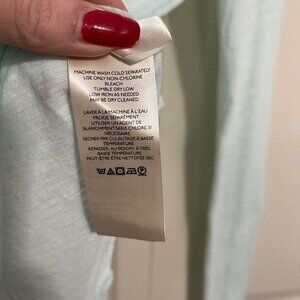 MACHINE WASH COLD SEPARATELY
USE ONLY NON-CHLORINE
BLEACH
TUMBLE DRY LOW
LOW IRON AS NEEDED
MAY BE DRY CLEANED
LAVER À LA MACHINE À L'EAU
FROIDE SÉPARÉMENT
UTILISER UN AGENT DE
BLANCHIMENT SANS CHLORE SI
NÉCESSAIRE
SÉCHER PAR CULBUTAGE À BASSE
TEMPÉRATURE
REPASSER, AU BESOIN, À TRÈS
BASSE TEMPÉRATURE
PEUT-ÊTRE ÊTRE NETTOYÉE SEC